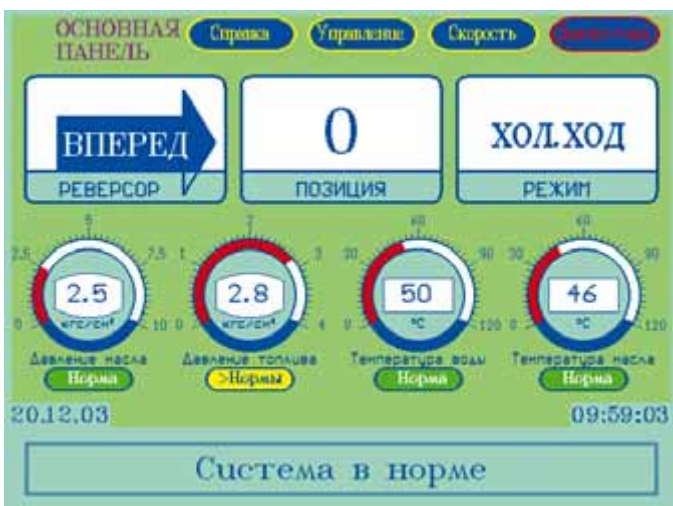 ОСНОВНАЯ ПАНЕЛЬ
Справка
Управление
Скорость
ВПЕРЕД
РЕВЕРСОР
0
ПОЗИЦИЯ
ХОЛ.ХОД
РЕЖИМ
0 2.5 5 7.5 10
2.5
кгс/см²
Давление масла
Норма
0 1 2 3 4
2.8
кгс/см²
Давление топлива
>Нормы
0 30 60 90 120
50
°C
Температура воды
Норма
0 30 60 90 120
46
°C
Температура масла
Норма
20.12.03
09:59:03
Система в норме